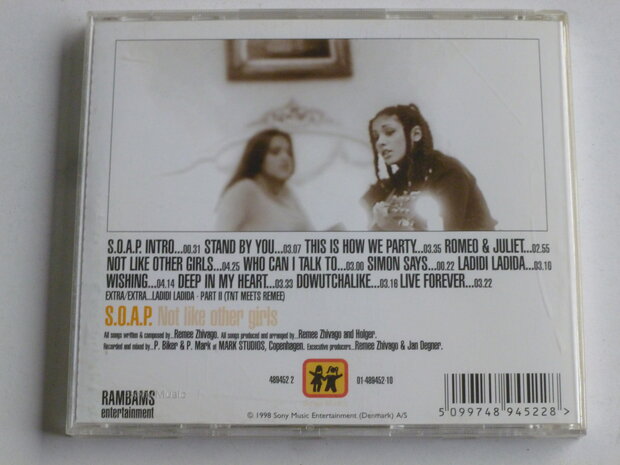 S.O.A.P. INTRO...00.31 STAND BY YOU...03.07 THIS IS HOW WE PARTY...03.35 ROMEO & JULIET...02.55
NOT LIKE OTHER GIRLS...04.25 WHO CAN I TALK TO...03.00 SIMON SAYS...00.22 LADIDI LADIDA...03.10
WISHING...04.14 DEEP IN MY HEART...03.33 DOWUTCHALIKE...03.16 LIVE FOREVER...03.22
EXTRA/EXTRA...LADIDI LADIDA - PART II (TNT MEETS REMEE)
S.O.A.P. Not like other girls
All songs written & composed by...Remee Zhivago. All songs produced and arranged by...Remee Zhivago and Holger.
Recorded and mixed by...P. Biker & P. Mark at MARK STUDIOS, Copenhagen. Excecutive producers...Remee Zhivago & Jan Degner.
489452 2
01-489452-10
RAMBAMS
entertainment
© 1998 Sony Music Entertainment (Denmark) A/S
5 099748 945228 >